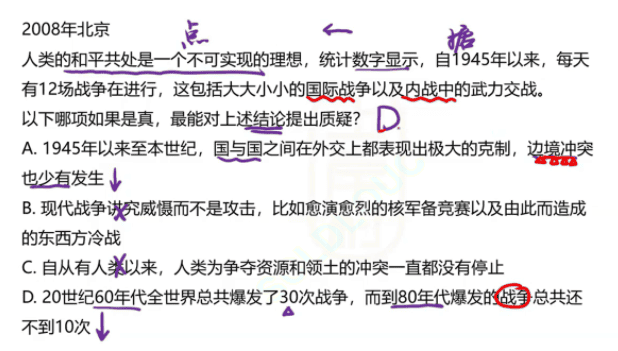 2008年北京
点 ← 据
人类的和平共处是一个不可实现的理想，统计数字显示，自1945年以来，每天
有12场战争在进行，这包括大大小小的国际战争以及内战中的武力交战。
以下哪项如果是真，最能对上述结论提出质疑？ D
A. 1945年以来至本世纪，国与国之间在外交上都表现出极大的克制，边境冲突
也少有发生
B. 现代战争讲究威慑而不是攻击，比如愈演愈烈的核军备竞赛以及由此而造成
的东西方冷战
C. 自从有人类以来，人类为争夺资源和领土的冲突一直都没有停止
D. 20世纪60年代全世界总共爆发了30次战争，而到80年代爆发的战争总共还
不到10次